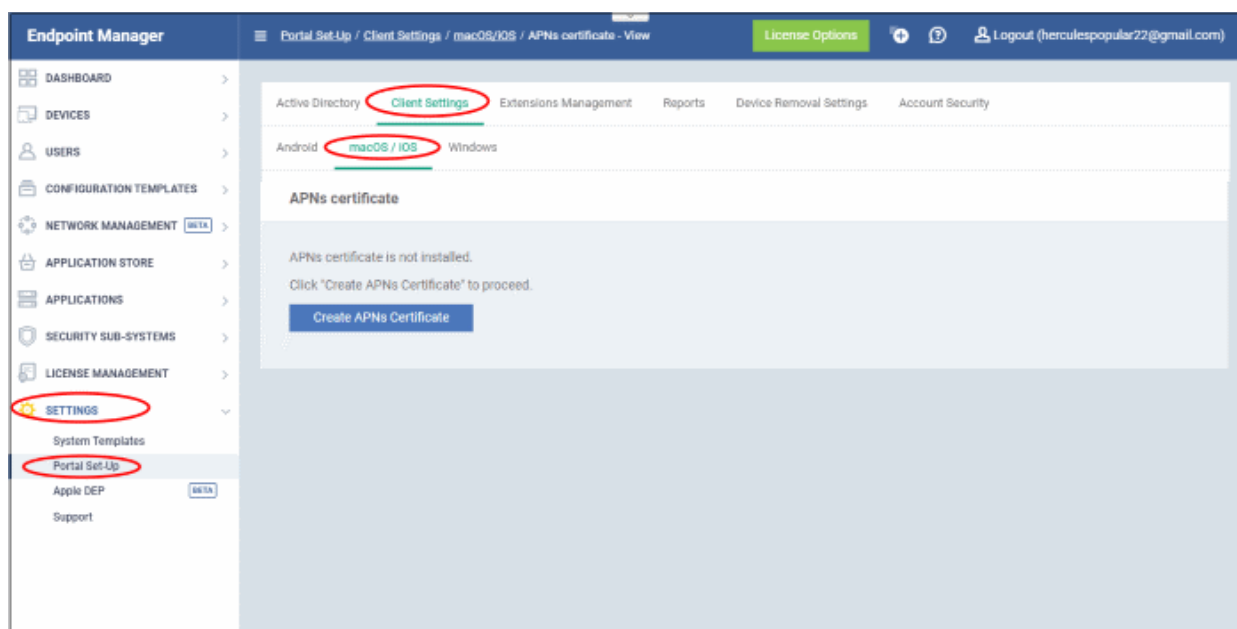 Endpoint Manager
Portal Set-Up / Client Settings / macOS/iOS / APNs certificate - View
License Options
Logout (herculespopular22@gmail.com)
DASHBOARD
DEVICES
USERS
CONFIGURATION TEMPLATES
NETWORK MANAGEMENT BETA
APPLICATION STORE
APPLICATIONS
SECURITY SUB-SYSTEMS
LICENSE MANAGEMENT
SETTINGS
System Templates
Portal Set-Up
Apple DEP BETA
Support
Active Directory Client Settings Extensions Management Reports Device Removal Settings Account Security
Android macOS / iOS Windows
APNs certificate
APNs certificate is not installed.
Click "Create APNs Certificate" to proceed.
Create APNs Certificate